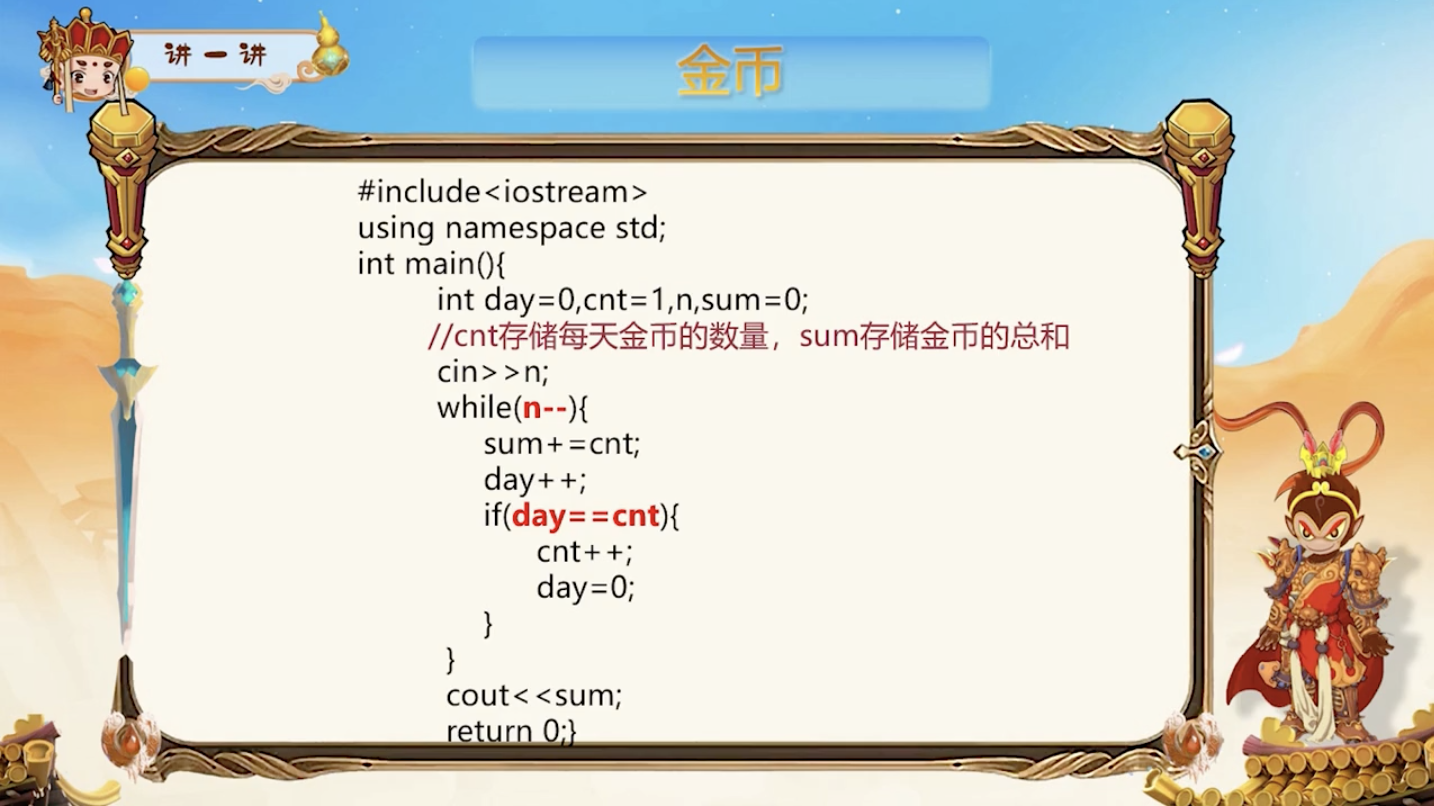 讲一讲
金币
#include<iostream>
using namespace std;
int main(){
int day=0,cnt=1,n,sum=0;
//cnt存储每天金币的数量，sum存储金币的总和
cin>>n;
while(n--){
sum+=cnt;
day++;
if(day==cnt){
cnt++;
day=0;
}
}
cout<<sum;
return 0;}